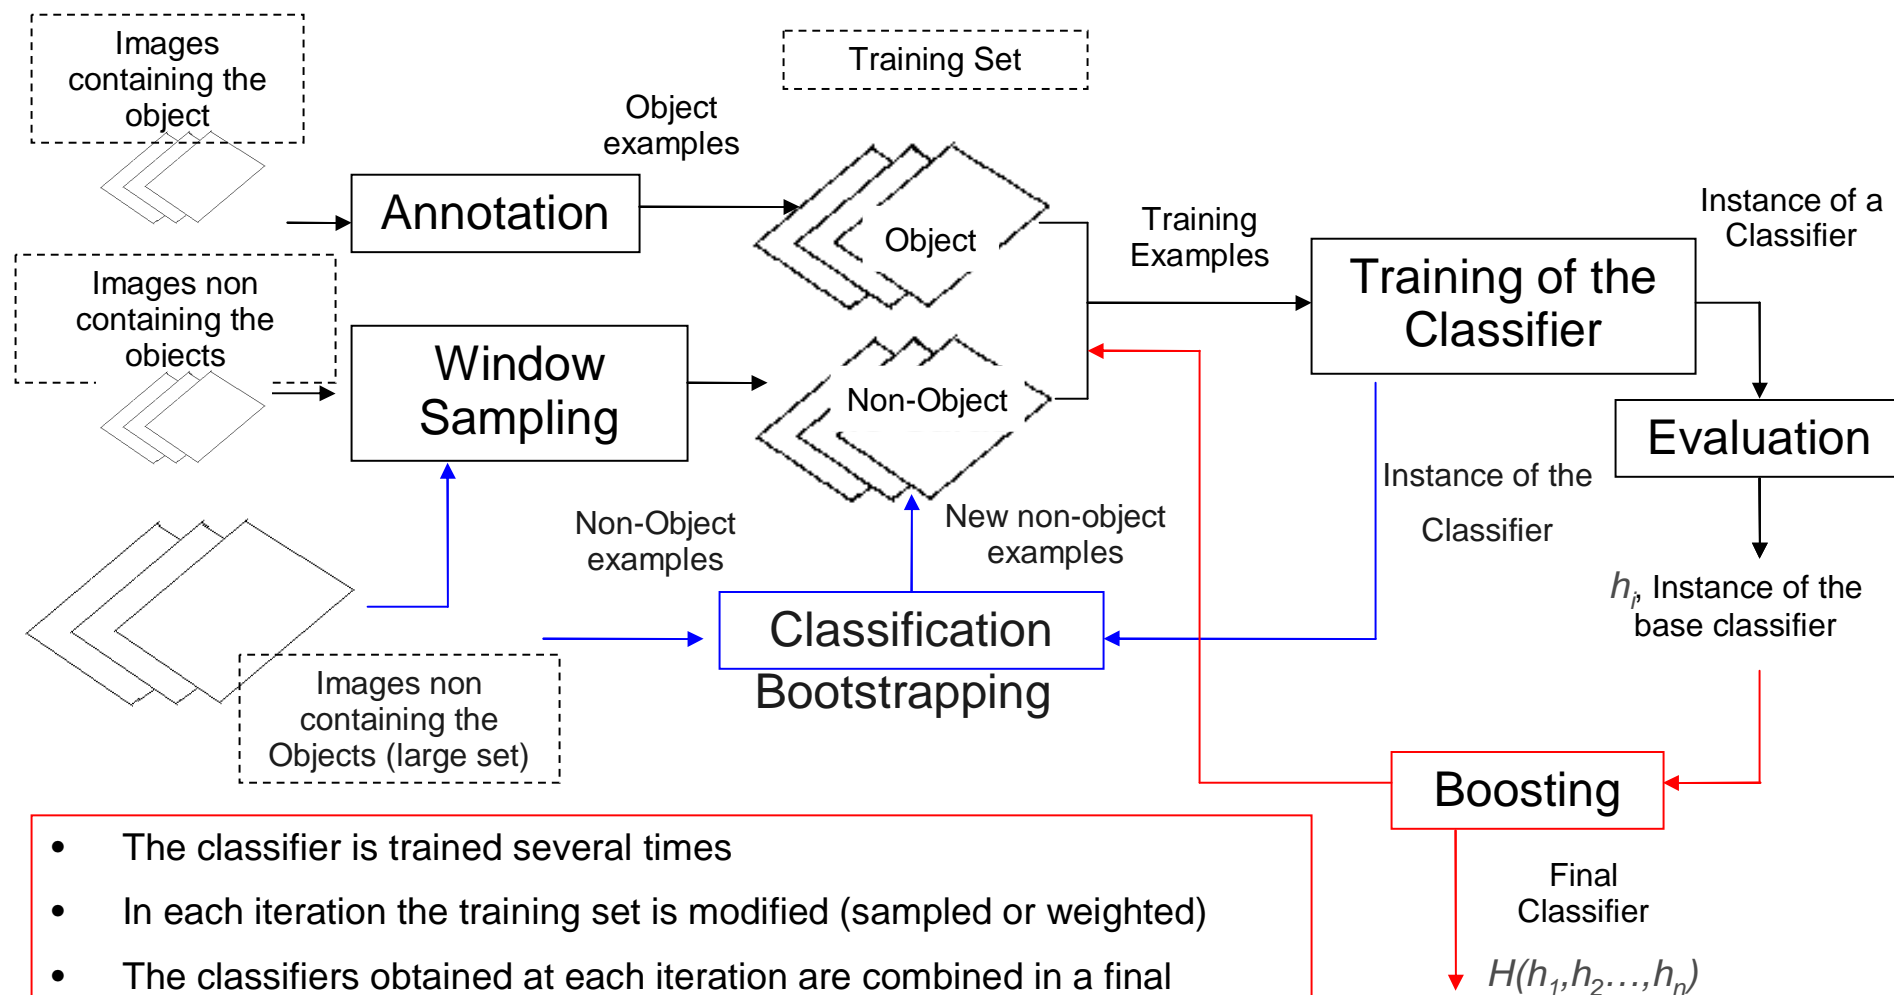 Images
containing the
object
Training Set
Object
examples
Annotation
Object
Training
Examples
Instance of a
Classifier
Training of the
Classifier
Images non
containing the
objects
Window
Sampling
Non-Object
Evaluation
Instance of the
Classifier
Non-Object
examples
New non-object
examples
hi, Instance of the
base classifier
Classification
Bootstrapping
Images non
containing the
Objects (large set)
Boosting
• The classifier is trained several times
• In each iteration the training set is modified (sampled or weighted)
• The classifiers obtained at each iteration are combined in a final
Final
Classifier
H(h1,h2…,hn)